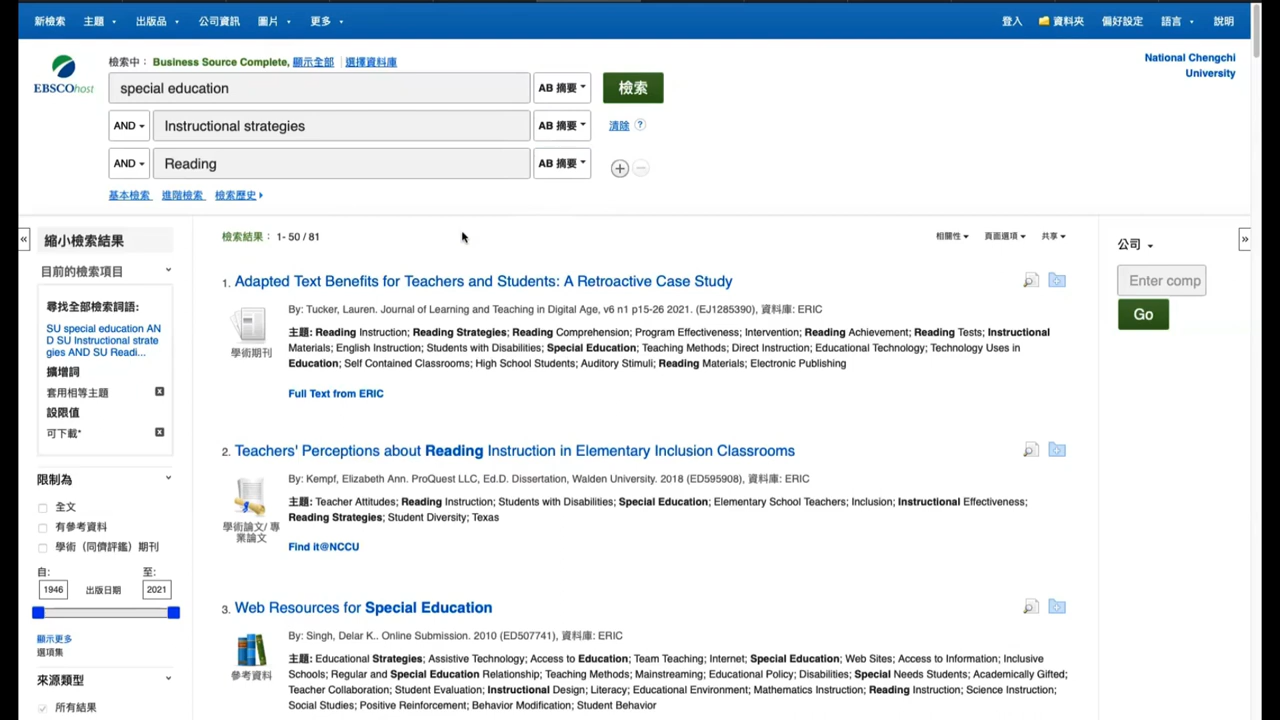 新檢索 主題 出版品 公司資訊 圖片 更多 登入 資料夾 偏好設定 語言 說明
National Chengchi
University
EBSCOhost
檢索中： Business Source Complete, 顯示全部 選擇資料庫
special education AB 摘要 檢索
AND Instructional strategies AB 摘要 清除 ?
AND Reading AB 摘要
基本檢索 進階檢索 檢索歷史
«
縮小檢索結果
目前的檢索項目
尋找全部檢索詞語:
SU special education AN
D SU Instructional strate
gies AND SU Readi...
擴增詞
套用相等主題
設限值
可下載*
限制為
全文
有參考資料
學術（同儕評鑑）期刊
自: 至:
1946 出版日期 2021
顯示更多
選項集
來源類型
所有結果
檢索結果： 1- 50 / 81 相關性 頁面選項 共享
1. Adapted Text Benefits for Teachers and Students: A Retroactive Case Study
學術期刊
By: Tucker, Lauren. Journal of Learning and Teaching in Digital Age, v6 n1 p15-26 2021. (EJ1285390), 資料庫: ERIC
主題: Reading Instruction; Reading Strategies; Reading Comprehension; Program Effectiveness; Intervention; Reading Achievement; Reading Tests; Instructional
Materials; English Instruction; Students with Disabilities; Special Education; Teaching Methods; Direct Instruction; Educational Technology; Technology Uses in
Education; Self Contained Classrooms; High School Students; Auditory Stimuli; Reading Materials; Electronic Publishing
Full Text from ERIC
2. Teachers' Perceptions about Reading Instruction in Elementary Inclusion Classrooms
學術論文/ 專
業論文
By: Kempf, Elizabeth Ann. ProQuest LLC, Ed.D. Dissertation, Walden University. 2018 (ED595908), 資料庫: ERIC
主題: Teacher Attitudes; Reading Instruction; Students with Disabilities; Special Education; Elementary School Teachers; Inclusion; Instructional Effectiveness;
Reading Strategies; Student Diversity; Texas
Find it@NCCU
3. Web Resources for Special Education
參考資料
By: Singh, Delar K.. Online Submission. 2010 (ED507741), 資料庫: ERIC
主題: Educational Strategies; Assistive Technology; Access to Education; Team Teaching; Internet; Special Education; Web Sites; Access to Information; Inclusive
Schools; Regular and Special Education Relationship; Teaching Methods; Mainstreaming; Educational Policy; Disabilities; Special Needs Students; Academically Gifted;
Teacher Collaboration; Student Evaluation; Instructional Design; Literacy; Educational Environment; Mathematics Instruction; Reading Instruction; Science Instruction;
Social Studies; Positive Reinforcement; Behavior Modification; Student Behavior
»
公司
Enter comp
Go